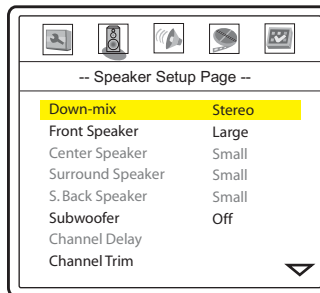 -- Speaker Setup Page --
Down-mix Stereo
Front Speaker Large
Center Speaker Small
Surround Speaker Small
S. Back Speaker Small
Subwoofer Off
Channel Delay
Channel Trim